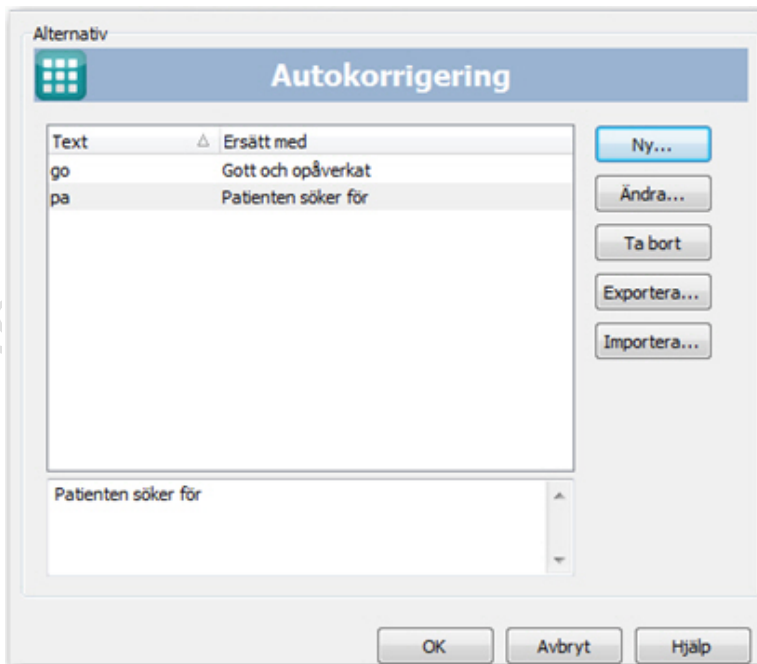 Alternativ
Autokorrigering
Text Ersätt med
go Gott och opåverkat
pa Patienten söker för
Ny...
Ändra...
Ta bort
Exportera...
Importera...
Patienten söker för
OK Avbryt Hjälp